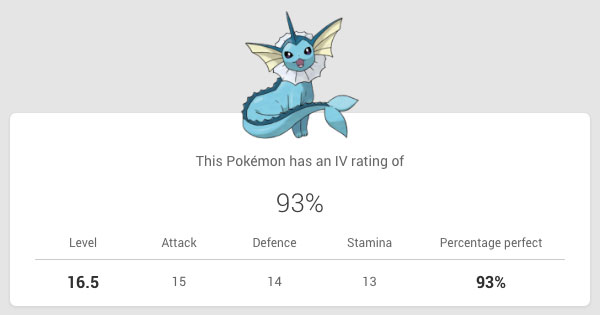 This Pokémon has an IV rating of
93%
Level Attack Defence Stamina Percentage perfect
16.5 15 14 13 93%